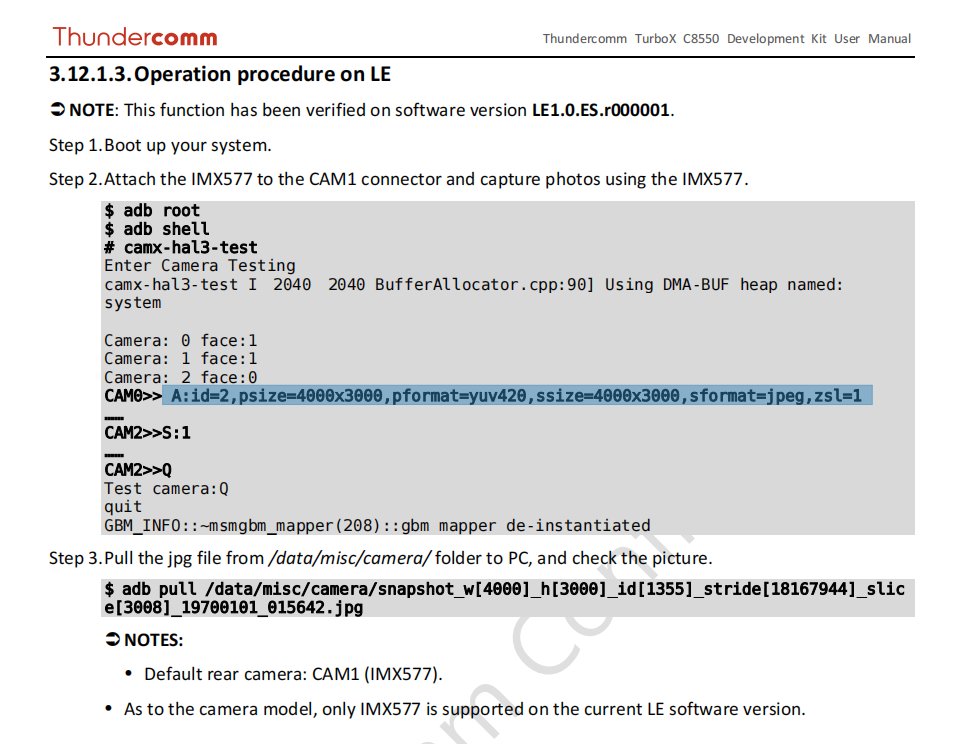 Thundercomm
Thundercomm TurboX C8550 Development Kit User Manual
3.12.1.3.Operation procedure on LE
➲ NOTE: This function has been verified on software version LE1.0.ES.r000001.
Step 1.Boot up your system.
Step 2.Attach the IMX577 to the CAM1 connector and capture photos using the IMX577.
$ adb root
$ adb shell
# camx-hal3-test
Enter Camera Testing
camx-hal3-test I  2040  2040 BufferAllocator.cpp:90] Using DMA-BUF heap named:
system
Camera: 0 face:1
Camera: 1 face:1
Camera: 2 face:0
CAM0>> A:id=2,psize=4000x3000,pformat=yuv420,ssize=4000x3000,sformat=jpeg,zsl=1
……
CAM2>>S:1
……
CAM2>>Q
Test camera:Q
quit
GBM_INFO::~msmgbm_mapper(208)::gbm mapper de-instantiated
Step 3.Pull the jpg file from /data/misc/camera/ folder to PC, and check the picture.
$ adb pull /data/misc/camera/snapshot_w[4000]_h[3000]_id[1355]_stride[18167944]_slic
e[3008]_19700101_015642.jpg
➲ NOTES:
• Default rear camera: CAM1 (IMX577).
• As to the camera model, only IMX577 is supported on the current LE software version.